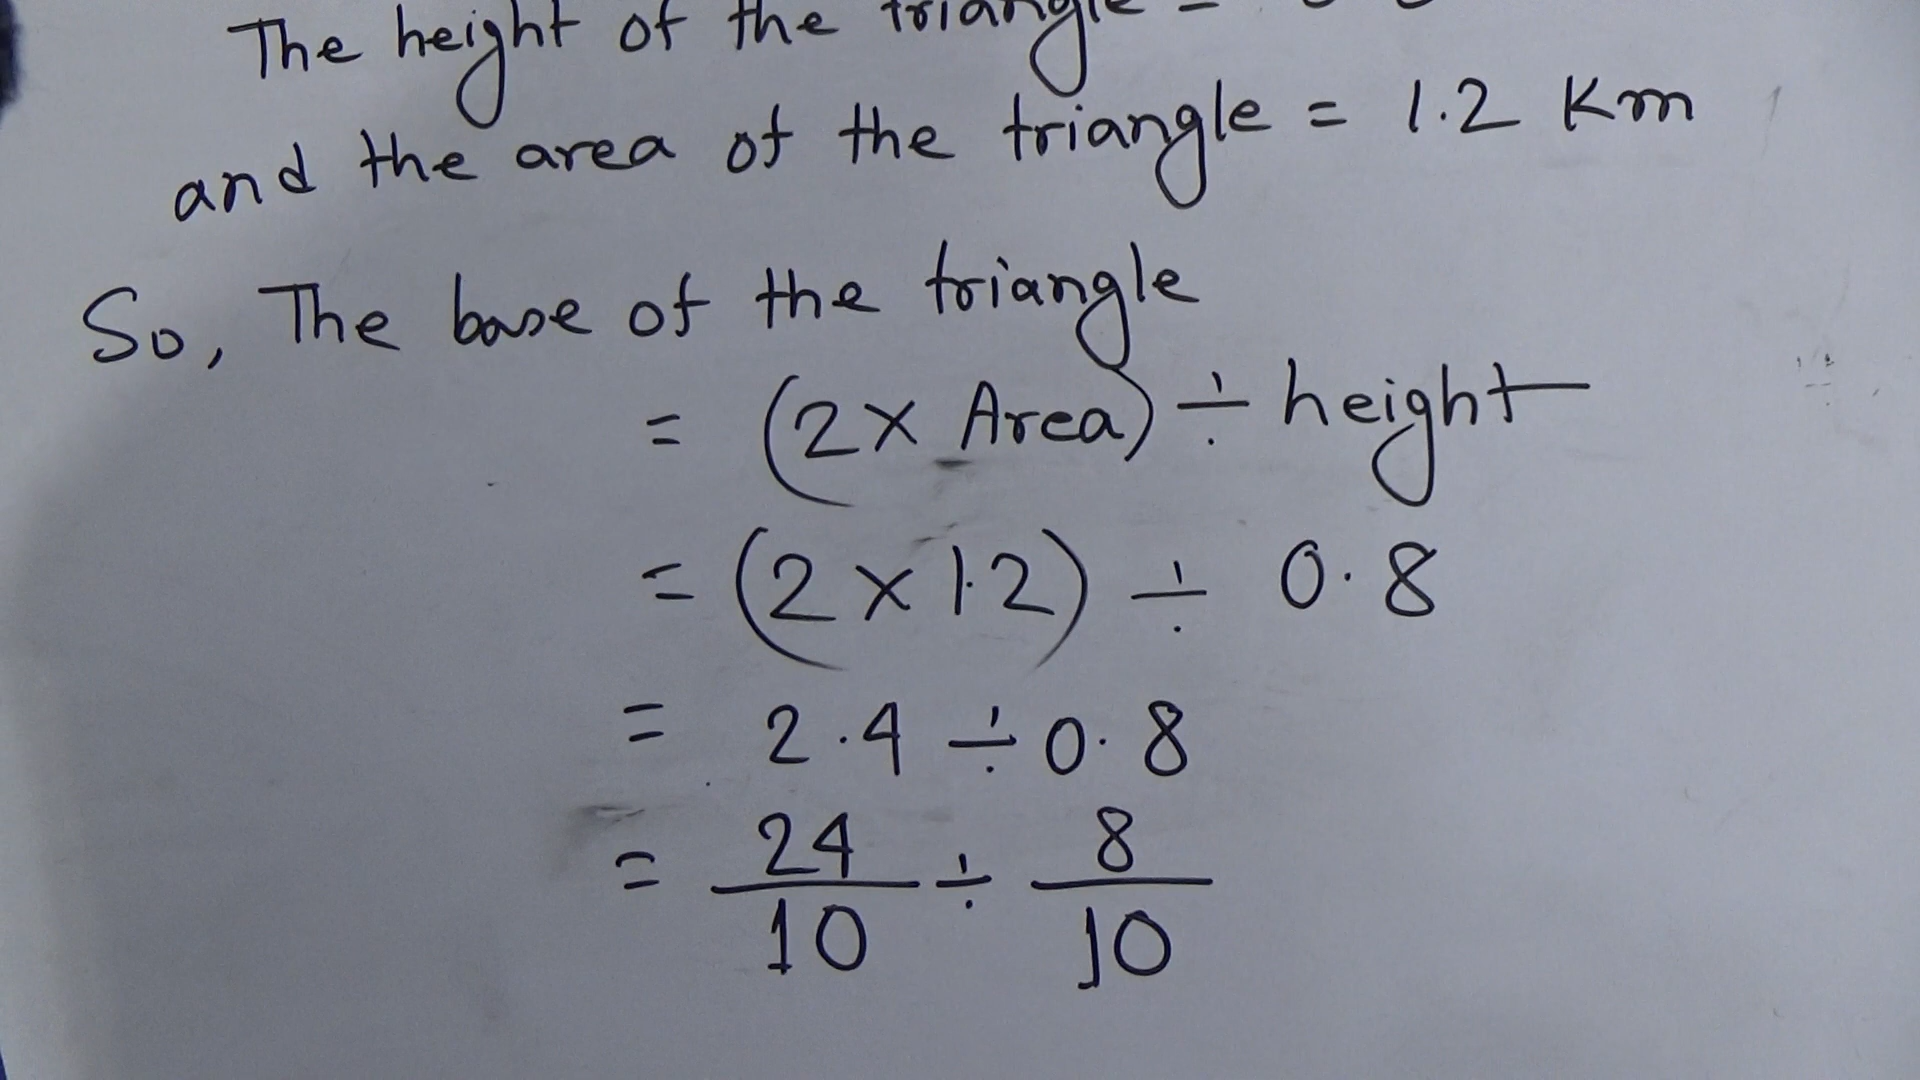 The height of the triangle =
and the area of the triangle = 1.2 Km
So, The base of the triangle
= (2 × Area) ÷ height
= (2 × 1.2) ÷ 0.8
= 2.4 ÷ 0.8
= 24/10 ÷ 8/10